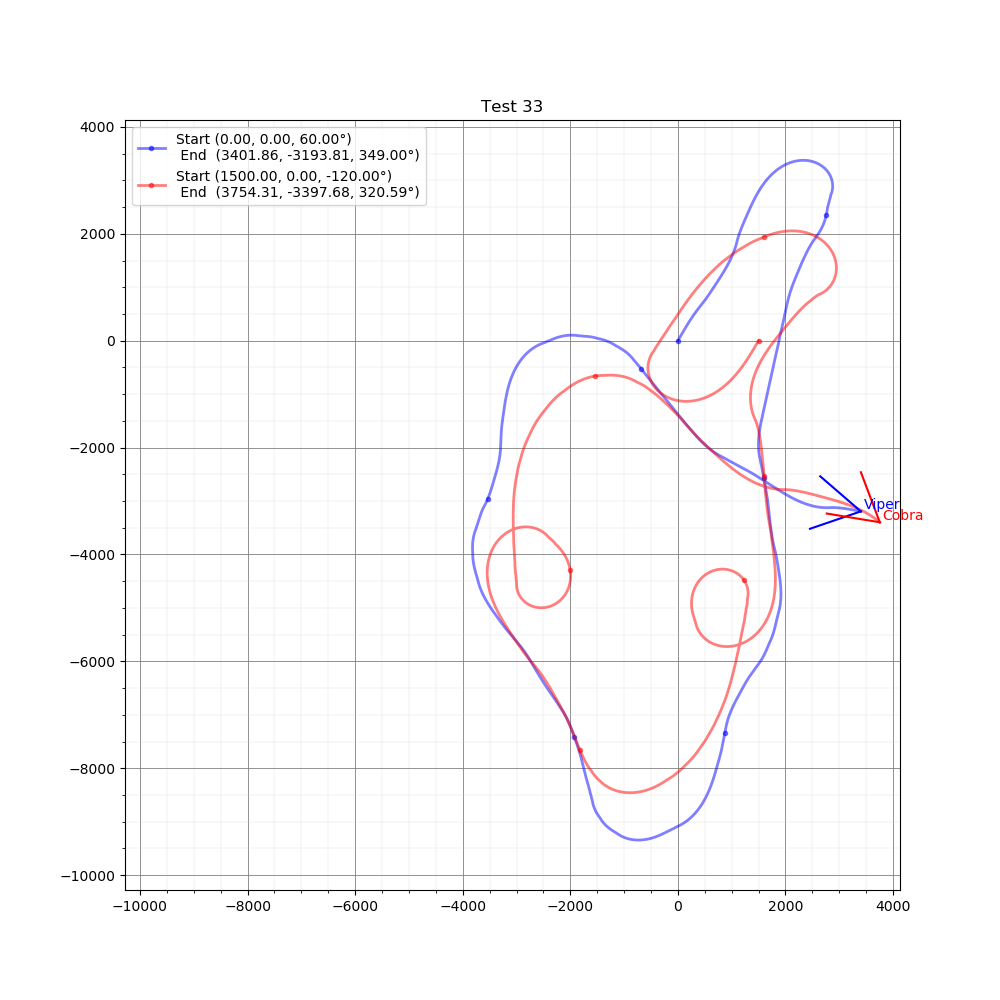 Test 33
Start (0.00, 0.00, 60.00°)
End (3401.86, -3193.81, 349.00°)
Start (1500.00, 0.00, -120.00°)
End (3754.31, -3397.68, 320.59°)
4000
2000
0
−2000
−4000
−6000
−8000
−10000
Viper
Cobra
−10000 −8000 −6000 −4000 −2000 0 2000 4000